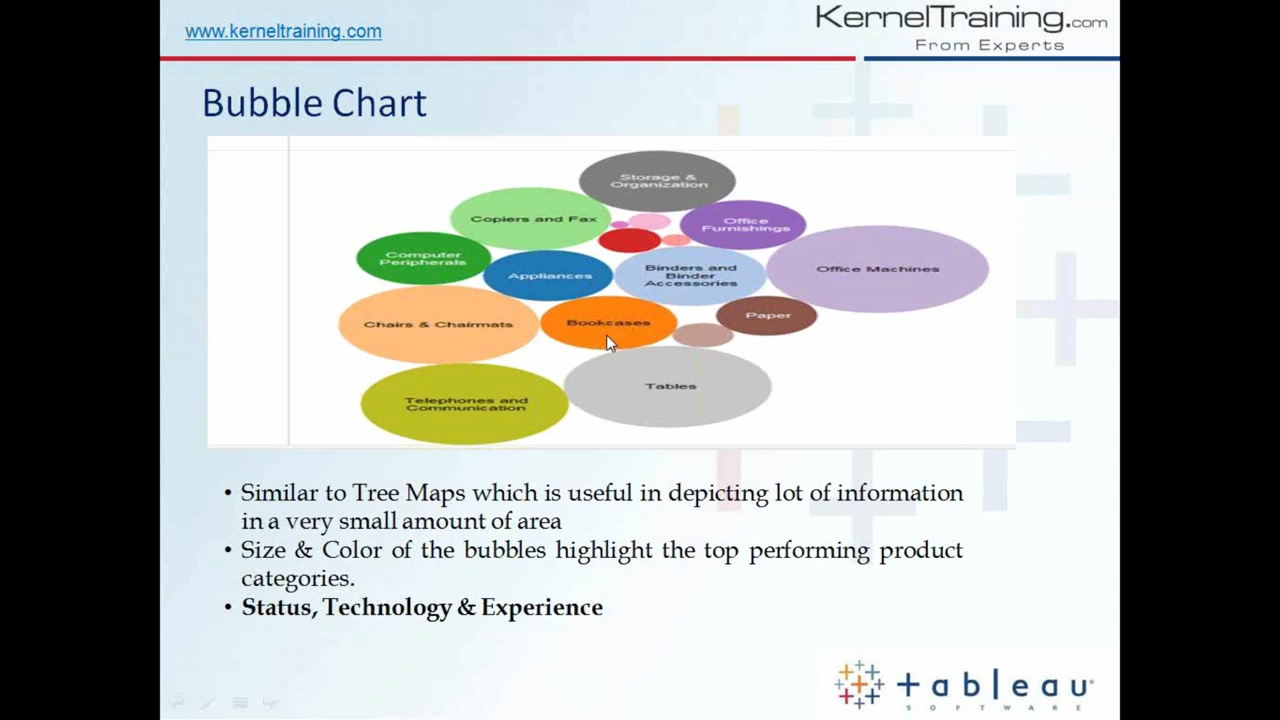 www.kerneltraining.com
KernelTraining.com
From Experts
Bubble Chart
Storage &
Organization
Copiers and Fax
Office
Furnishings
Computer
Peripherals
Appliances
Binders and
Binder
Accessories
Office Machines
Chairs & Chairmats
Bookcases
Paper
Tables
Telephones and
Communication
• Similar to Tree Maps which is useful in depicting lot of information
in a very small amount of area
• Size & Color of the bubbles highlight the top performing product
categories.
• Status, Technology & Experience
+ableau®
SOFTWARE